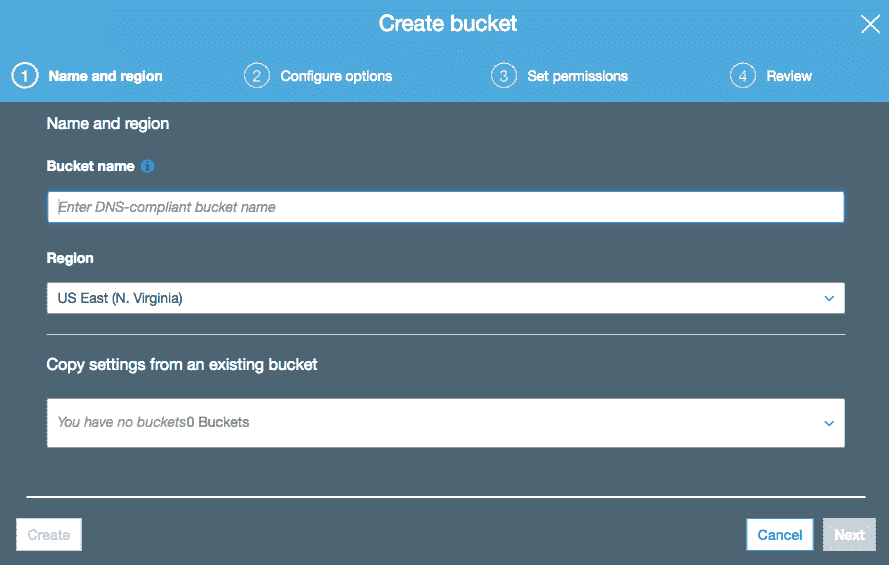 Create bucket
1 Name and region 2 Configure options 3 Set permissions 4 Review
Name and region
Bucket name i
Enter DNS-compliant bucket name
Region
US East (N. Virginia)
Copy settings from an existing bucket
You have no buckets0 Buckets
Create Cancel Next